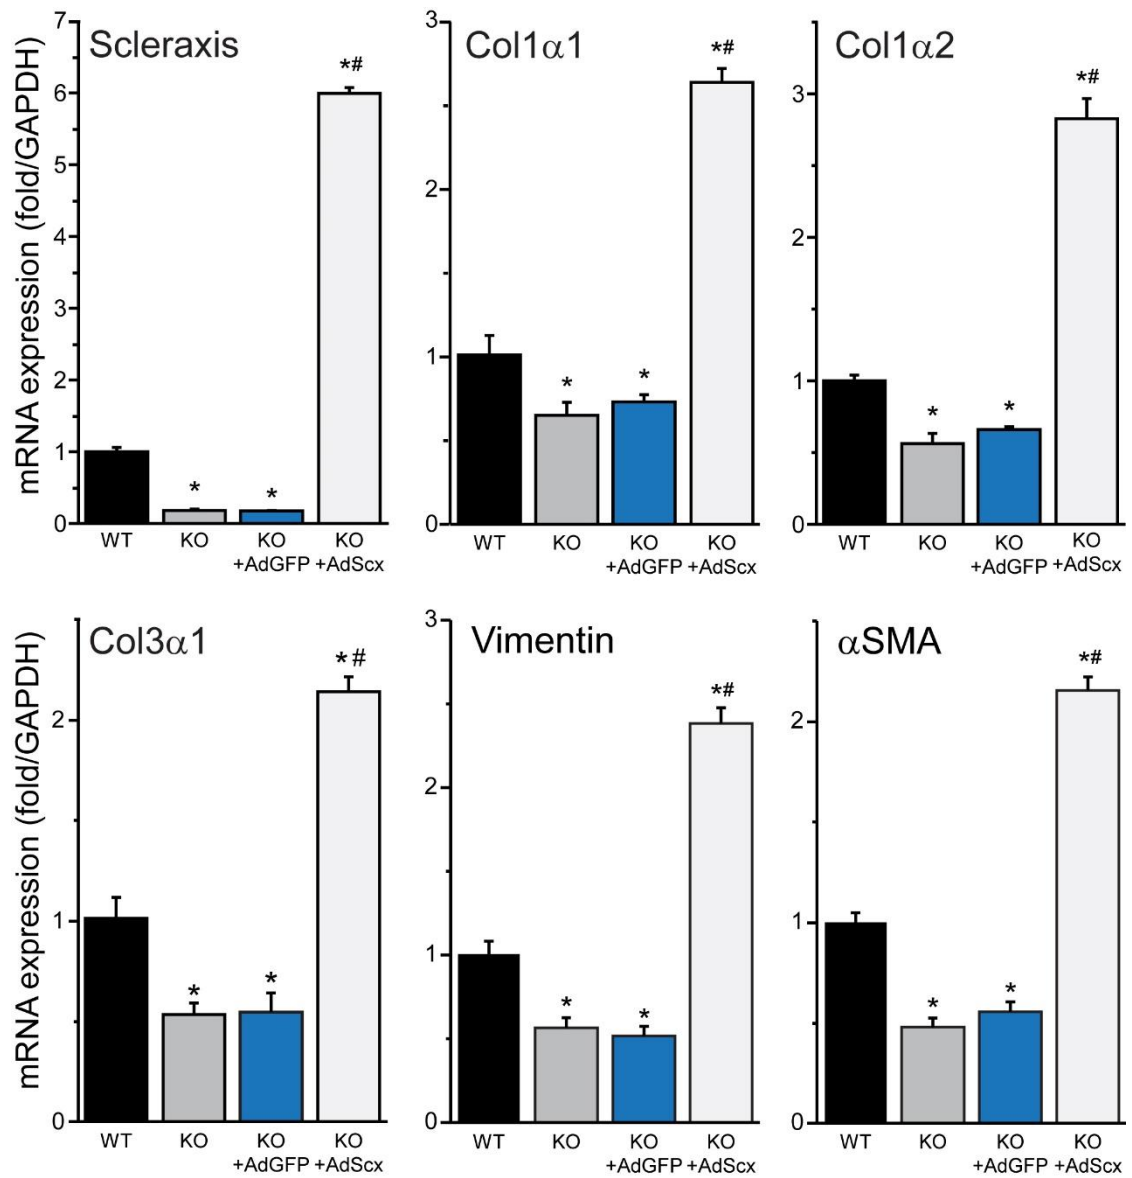 Scleraxis
mRNA expression (fold/GAPDH)
7
6
5
4
3
2
1
0
*
*
*#
WT
KO
KO
+AdGFP
KO
+AdScx
Col1α1
3
2
1
0
*
*
*#
WT
KO
KO
+AdGFP
KO
+AdScx
Col1α2
3
2
1
0
*
*
*#
WT
KO
KO
+AdGFP
KO
+AdScx
Col3α1
mRNA expression (fold/GAPDH)
2
1
0
*
*
* #
WT
KO
KO
+AdGFP
KO
+AdScx
Vimentin
3
2
1
0
*
*
*#
WT
KO
KO
+AdGFP
KO
+AdScx
αSMA
2
1
0
*
*
*#
WT
KO
KO
+AdGFP
KO
+AdScx